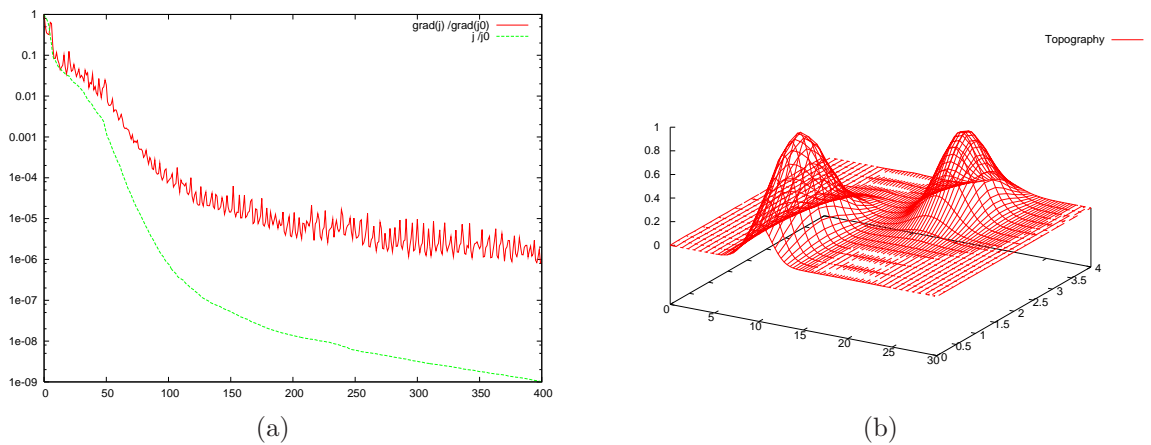 1
0.1
0.01
0.001
1e-04
1e-05
1e-06
1e-07
1e-08
1e-09
0 50 100 150 200 250 300 350 400
grad(j) /grad(j0)
j /j0
(a)
Topography
1
0.8
0.6
0.4
0.2
0
0 5 10 15 20 25 30
0 0.5 1 1.5 2 2.5 3 3.5 4
(b)